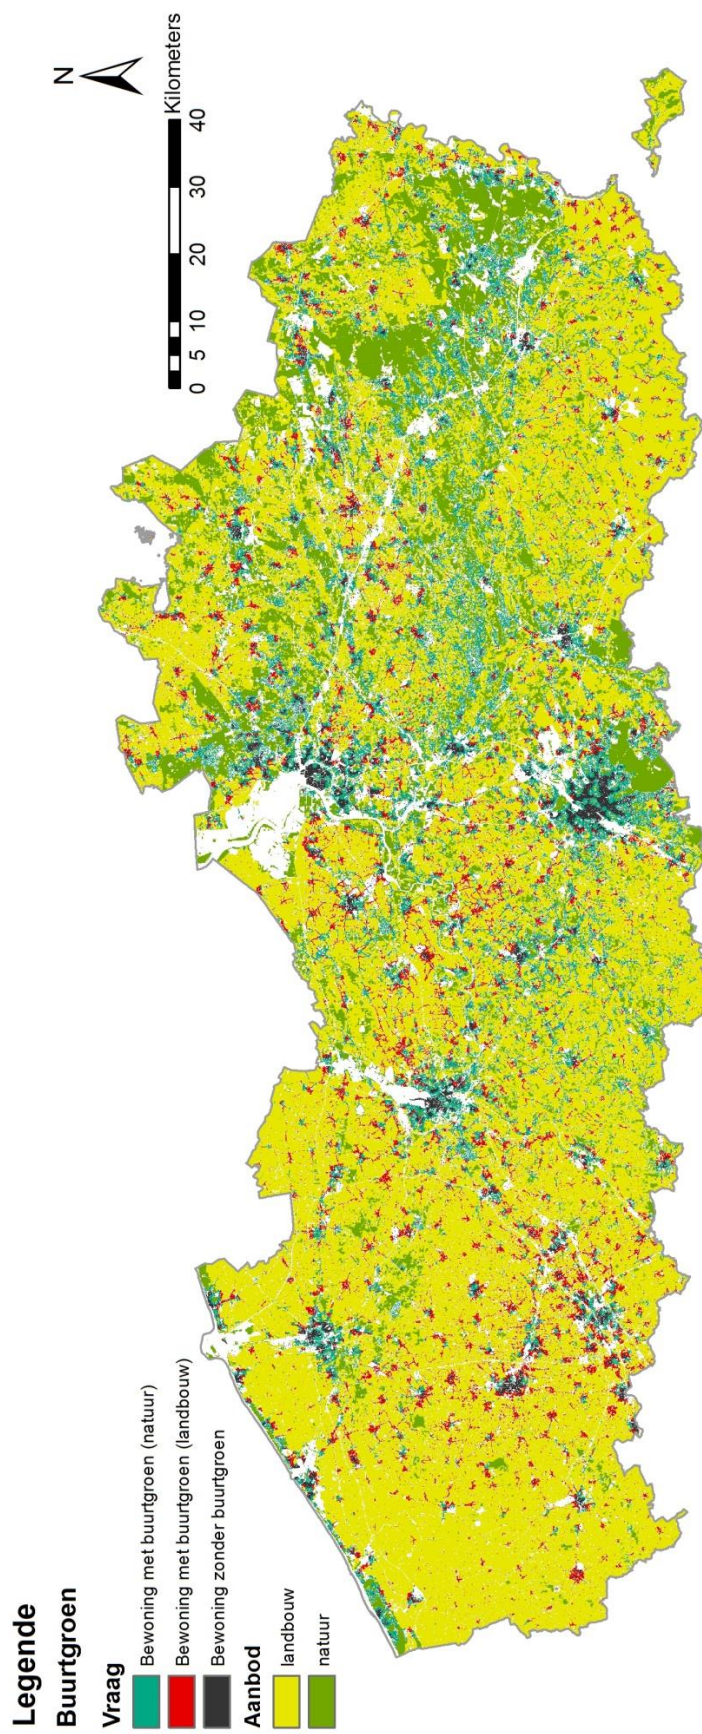 Legende
Buurtgroen
Vraag
Bewoning met buurtgroen (natuur)
Bewoning met buurtgroen (landbouw)
Bewoning zonder buurtgroen
Aanbod
landbouw
natuur
N
0 5 10 20 30 40
Kilometers